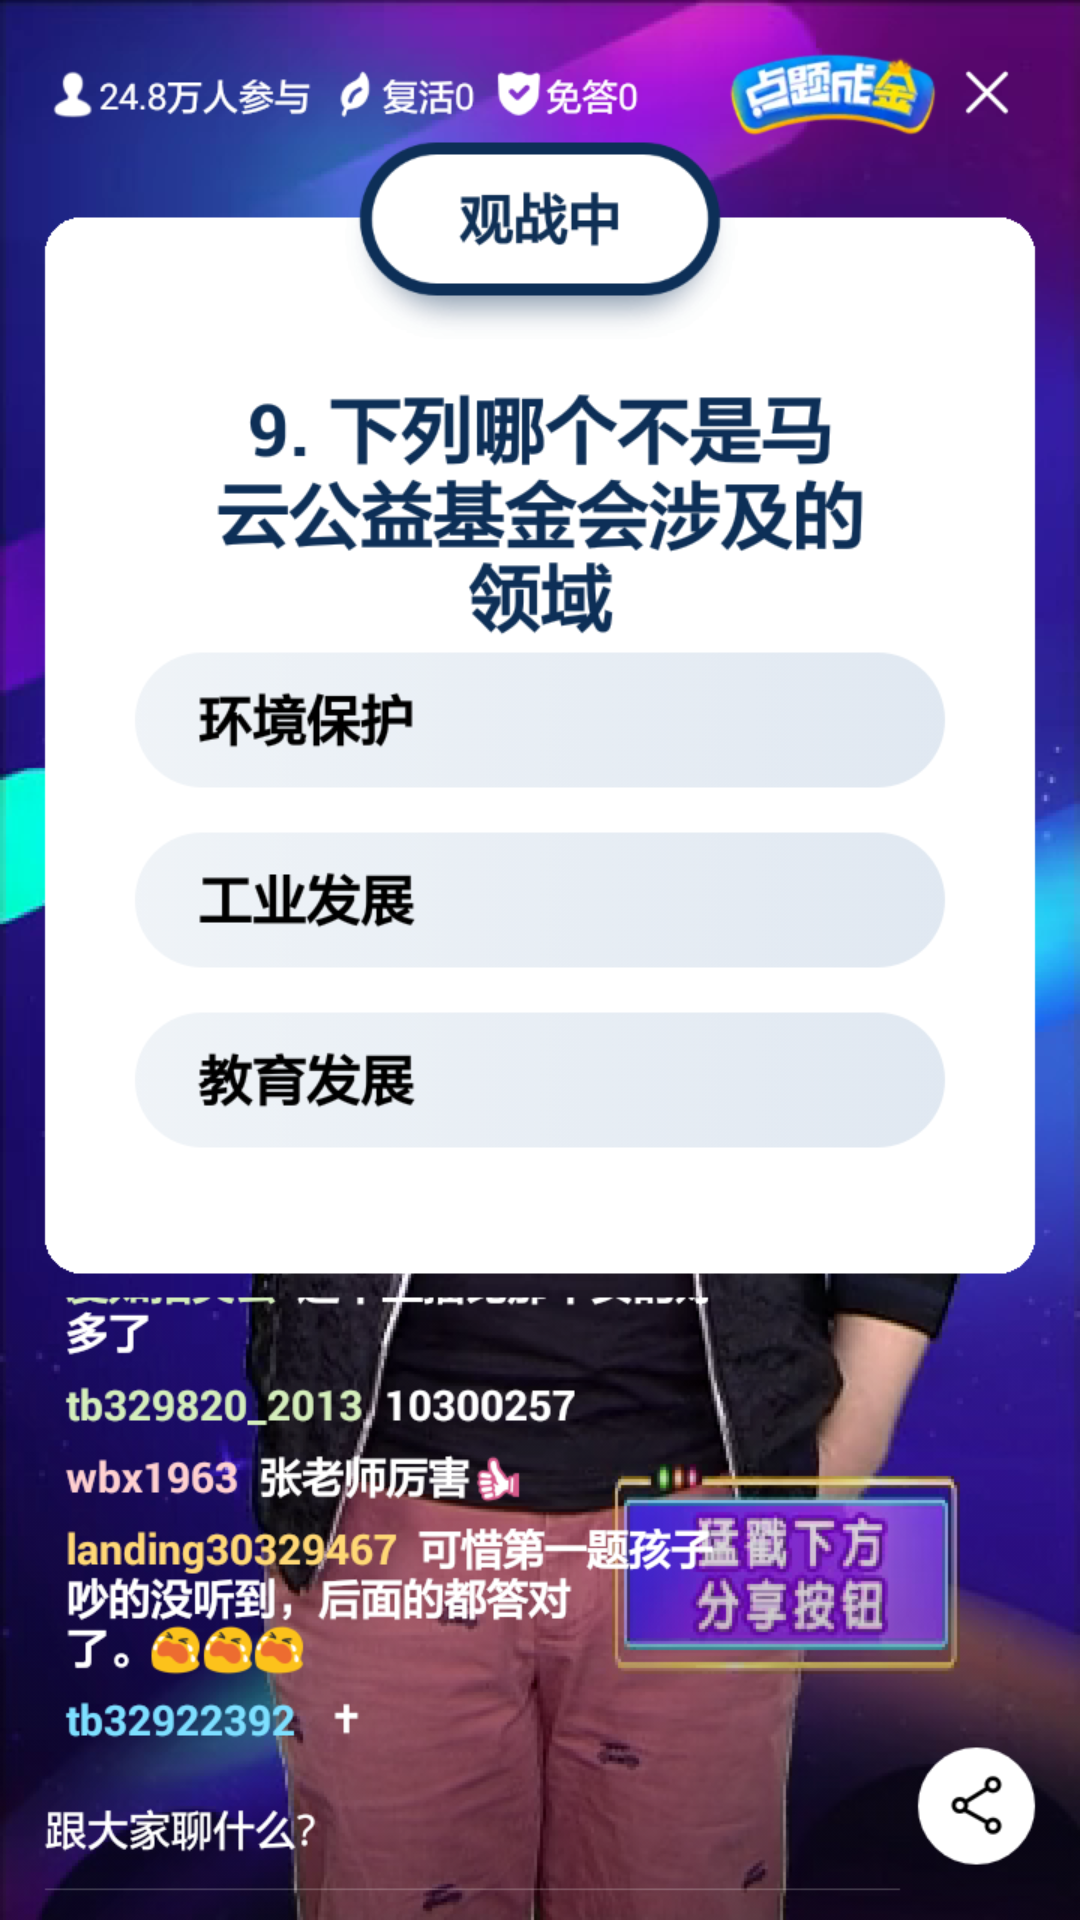 24.8万人参与 复活0 免答0 点题成金
观战中
9. 下列哪个不是马
云公益基金会涉及的
领域
环境保护
工业发展
教育发展
多了
tb329820_2013 10300257
wbx1963 张老师厉害
landing30329467 可惜第一题孩子
吵的没听到，后面的都答对
了。
tb32922392 +
猛戳下方
分享按钮
跟大家聊什么?